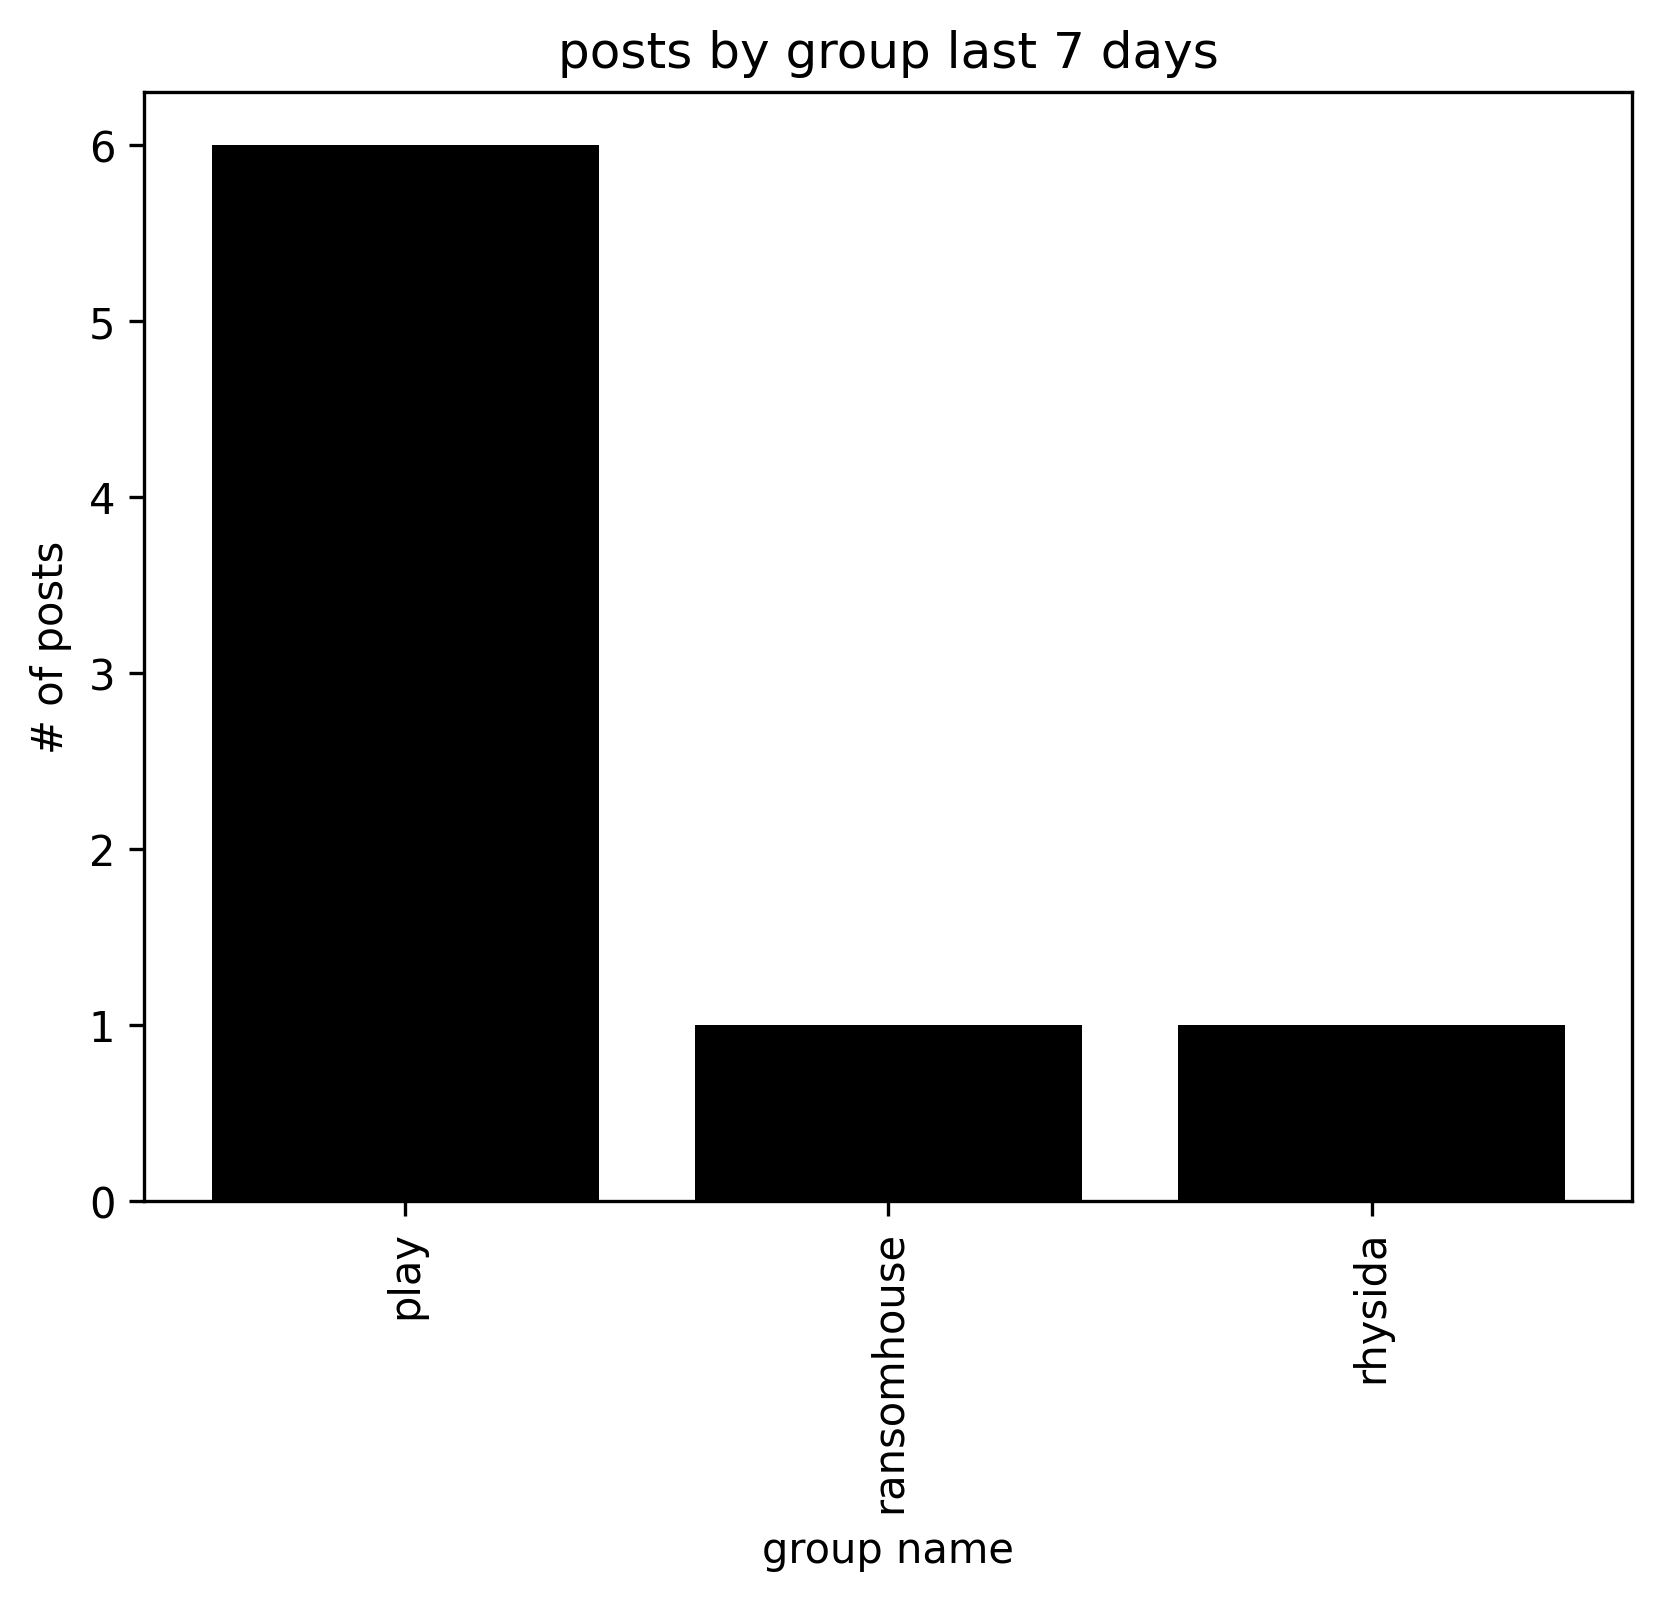 posts by group last 7 days
6
5
4
3
2
1
0
# of posts
play
ransomhouse
rhysida
group name